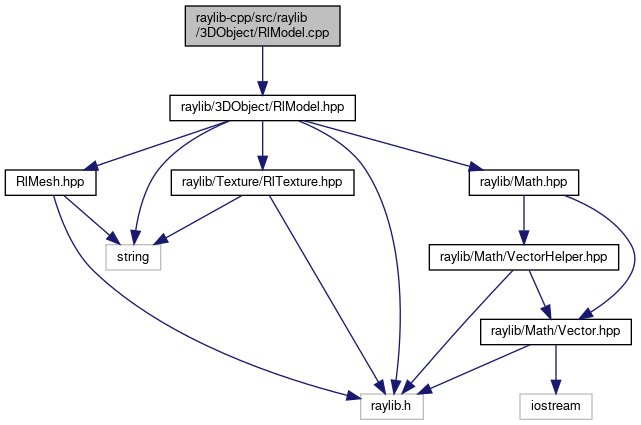 raylib-cpp/src/raylib
/3DObject/RlModel.cpp
raylib/3DObject/RlModel.hpp
RlMesh.hpp
raylib/Texture/RlTexture.hpp
raylib/Math.hpp
string
raylib/Math/VectorHelper.hpp
raylib/Math/Vector.hpp
raylib.h
iostream